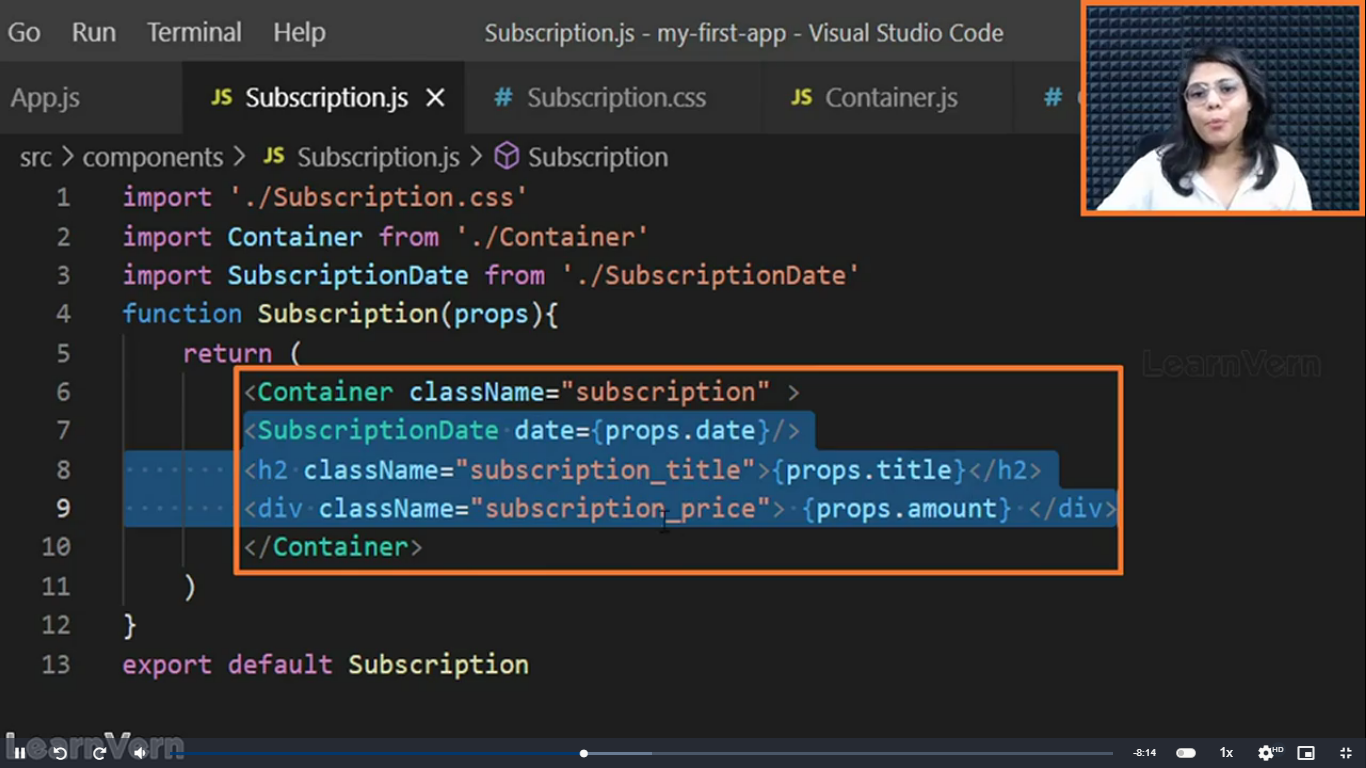 Go Run Terminal Help Subscription.js - my-first-app - Visual Studio Code
App.js JS Subscription.js × # Subscription.css JS Container.js #
src > components > JS Subscription.js > Subscription
1 import './Subscription.css'
2 import Container from './Container'
3 import SubscriptionDate from './SubscriptionDate'
4 function Subscription(props){
5 return (
6 <Container className="subscription" >
7 <SubscriptionDate date={props.date}/>
8 <h2 className="subscription_title">{props.title}</h2>
9 <div className="subscription_price"> {props.amount} </div>
10 </Container>
11 )
12 }
13 export default Subscription
LearnVern
LearnVern
-8:14 1x HD